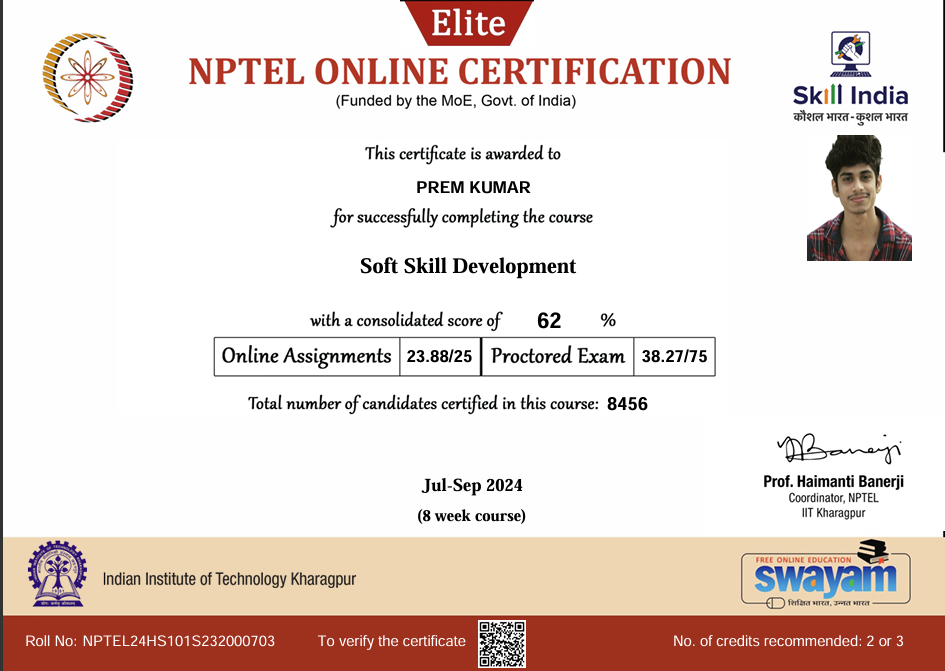 Elite
NPTEL ONLINE CERTIFICATION
(Funded by the MoE, Govt. of India)
Skill India
कौशल भारत - कुशल भारत
This certificate is awarded to
PREM KUMAR
for successfully completing the course
Soft Skill Development
with a consolidated score of 62 %
Online Assignments 23.88/25 Proctored Exam 38.27/75
Total number of candidates certified in this course: 8456
Jul-Sep 2024
(8 week course)
Prof. Haimanti Banerji
Coordinator, NPTEL
IIT Kharagpur
Indian Institute of Technology Kharagpur
FREE ONLINE EDUCATION
swayam
शिक्षित भारत, उन्नत भारत
Roll No: NPTEL24HS101S232000703 To verify the certificate No. of credits recommended: 2 or 3